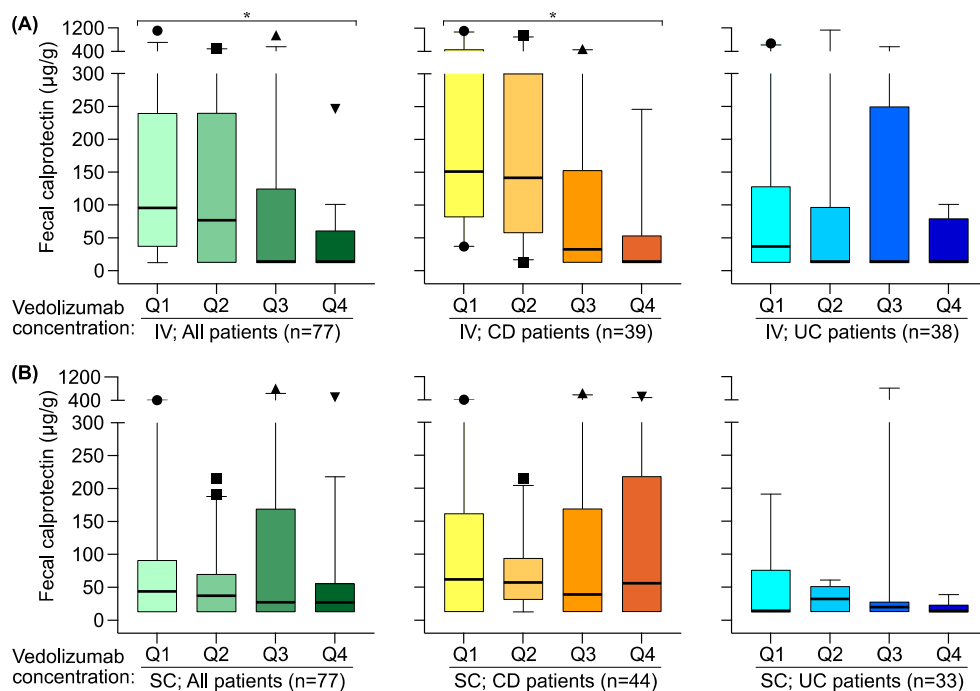 (A)
*
*
Fecal calprotectin (µg/g)
1200
400
300
250
200
150
100
50
0
Q1 Q2 Q3 Q4 Q1 Q2 Q3 Q4 Q1 Q2 Q3 Q4
Vedolizumab
concentration: IV; All patients (n=77) IV; CD patients (n=39) IV; UC patients (n=38)
(B)
Fecal calprotectin (µg/g)
1200
400
300
250
200
150
100
50
0
Q1 Q2 Q3 Q4 Q1 Q2 Q3 Q4 Q1 Q2 Q3 Q4
Vedolizumab
concentration: SC; All patients (n=77) SC; CD patients (n=44) SC; UC patients (n=33)